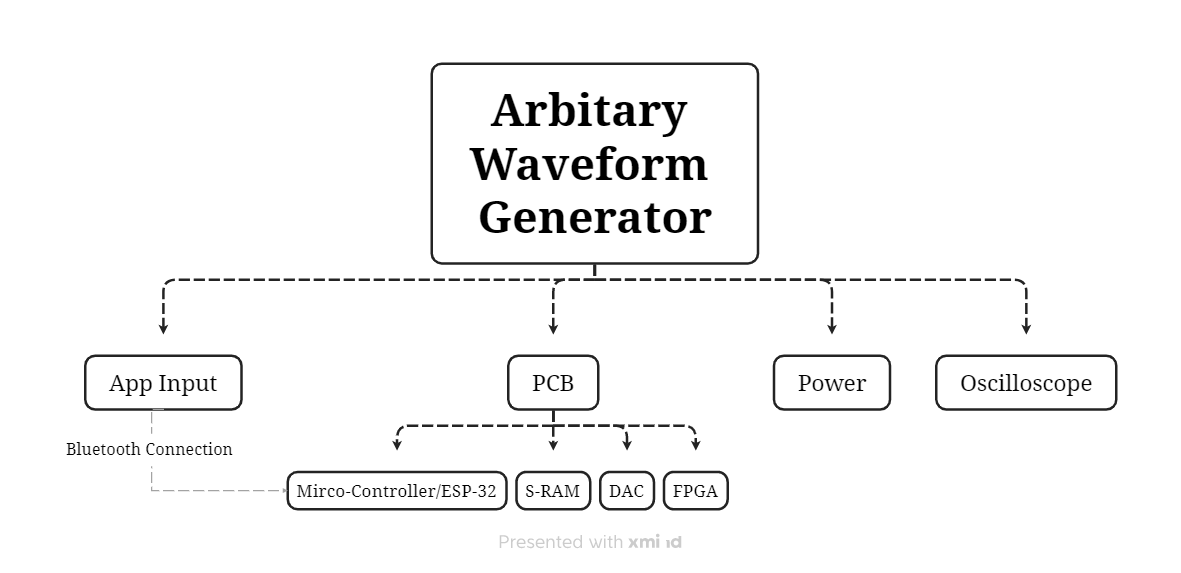 Arbitary
Waveform
Generator
App Input
PCB
Power
Oscilloscope
Bluetooth Connection
Mirco-Controller/ESP-32
S-RAM
DAC
FPGA
Presented with